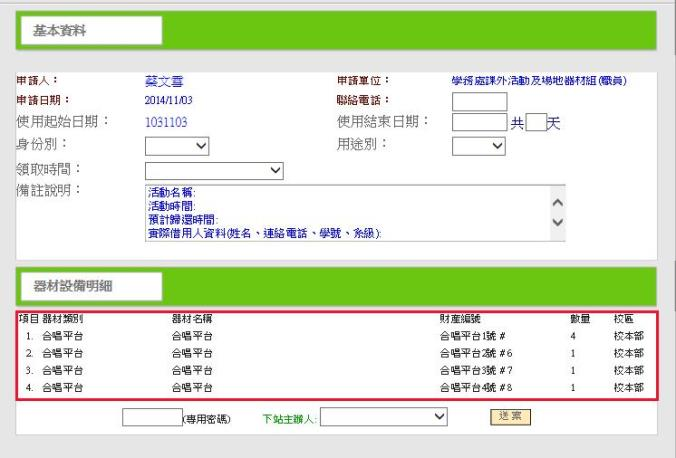 基本資料
申請人： 蔡文雪 申請單位： 學務處課外活動及場地器材組(職員)
申請日期： 2014/11/03 聯絡電話：
使用起始日期： 1031103 使用結束日期： 共 天
身份別： 用途別：
領取時間：
備註說明： 活動名稱:
活動時間:
預計歸還時間:
實際借用人資料(姓名、連絡電話、學號、系級):
器材設備明細
項目 器材類別 器材名稱 財產編號 數量 校區
1. 合唱平台 合唱平台 合唱平台1號 # 4 校本部
2. 合唱平台 合唱平台 合唱平台2號 # 6 1 校本部
3. 合唱平台 合唱平台 合唱平台3號 # 7 1 校本部
4. 合唱平台 合唱平台 合唱平台4號 # 8 1 校本部
(專用密碼) 下站主辦人: 送案